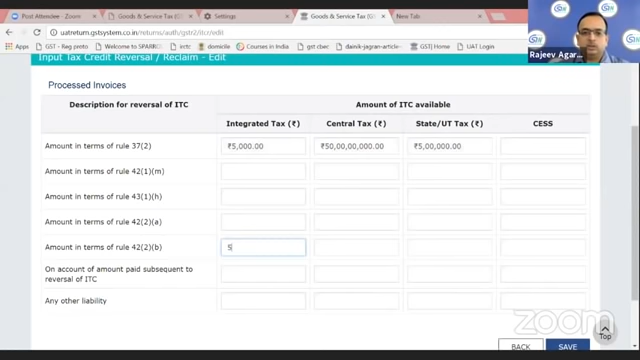 Post Attendee - Zoom
Goods & Service Tax (GST)
Settings
Goods & Service Tax (GST)
New Tab
uatreturn.gstsystem.co.in/returns/auth/gstr2/itcr/edit
Apps
GST - Reg proto
Welcome to SPARRO
irctc
domicile
Courses in India
gst cbec
dainik-jagran-article
GST| Home
UAT Login
GSTN
Rajeev Agar...
Input Tax Credit Reversal / Reclaim - Edit
Processed Invoices
Description for reversal of ITC
Amount of ITC available
Integrated Tax (₹)
Central Tax (₹)
State/UT Tax (₹)
CESS
Amount in terms of rule 37(2)
₹5,000.00
₹50,00,00,000.00
₹5,00,000.00
Amount in terms of rule 42(1)(m)
Amount in terms of rule 43(1)(h)
Amount in terms of rule 42(2)(a)
Amount in terms of rule 42(2)(b)
5
On account of amount paid subsequent to
reversal of ITC
Any other liability
BACK
SAVE
Top
zoom